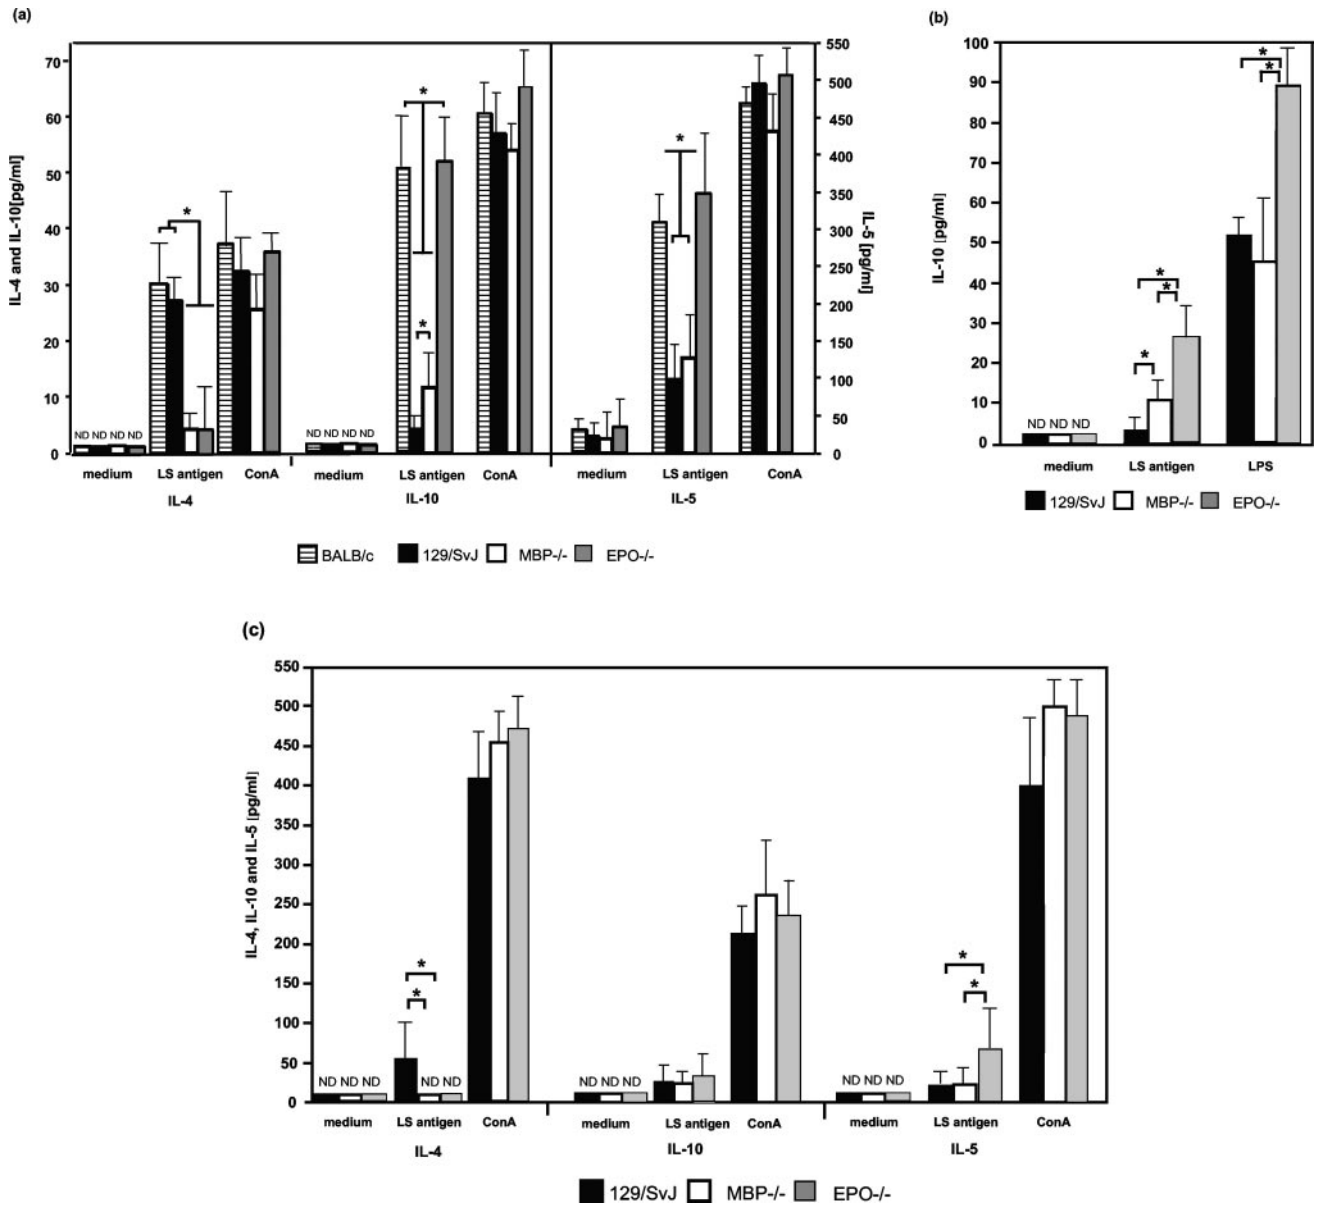 (a)
70
60
50
40
30
20
10
0
IL-4 and IL-10[pg/ml]
550
500
450
400
350
300
250
200
150
100
50
0
IL-5 [pg/ml]
* * * *
ND ND ND ND
ND ND ND ND
medium LS antigen ConA medium LS antigen ConA medium LS antigen ConA
IL-4 IL-10 IL-5
BALB/c 129/SvJ MBP-/- EPO-/-
(b)
100
90
80
70
60
50
40
30
20
10
0
IL-10 [pg/ml]
* * * * *
ND ND ND
medium LS antigen LPS
129/SvJ MBP-/- EPO-/-
(c)
550
500
450
400
350
300
250
200
150
100
50
0
IL-4, IL-10 and IL-5 [pg/ml]
* * * *
ND ND ND ND ND ND ND ND ND ND ND
medium LS antigen ConA medium LS antigen ConA medium LS antigen ConA
IL-4 IL-10 IL-5
129/SvJ MBP-/- EPO-/-